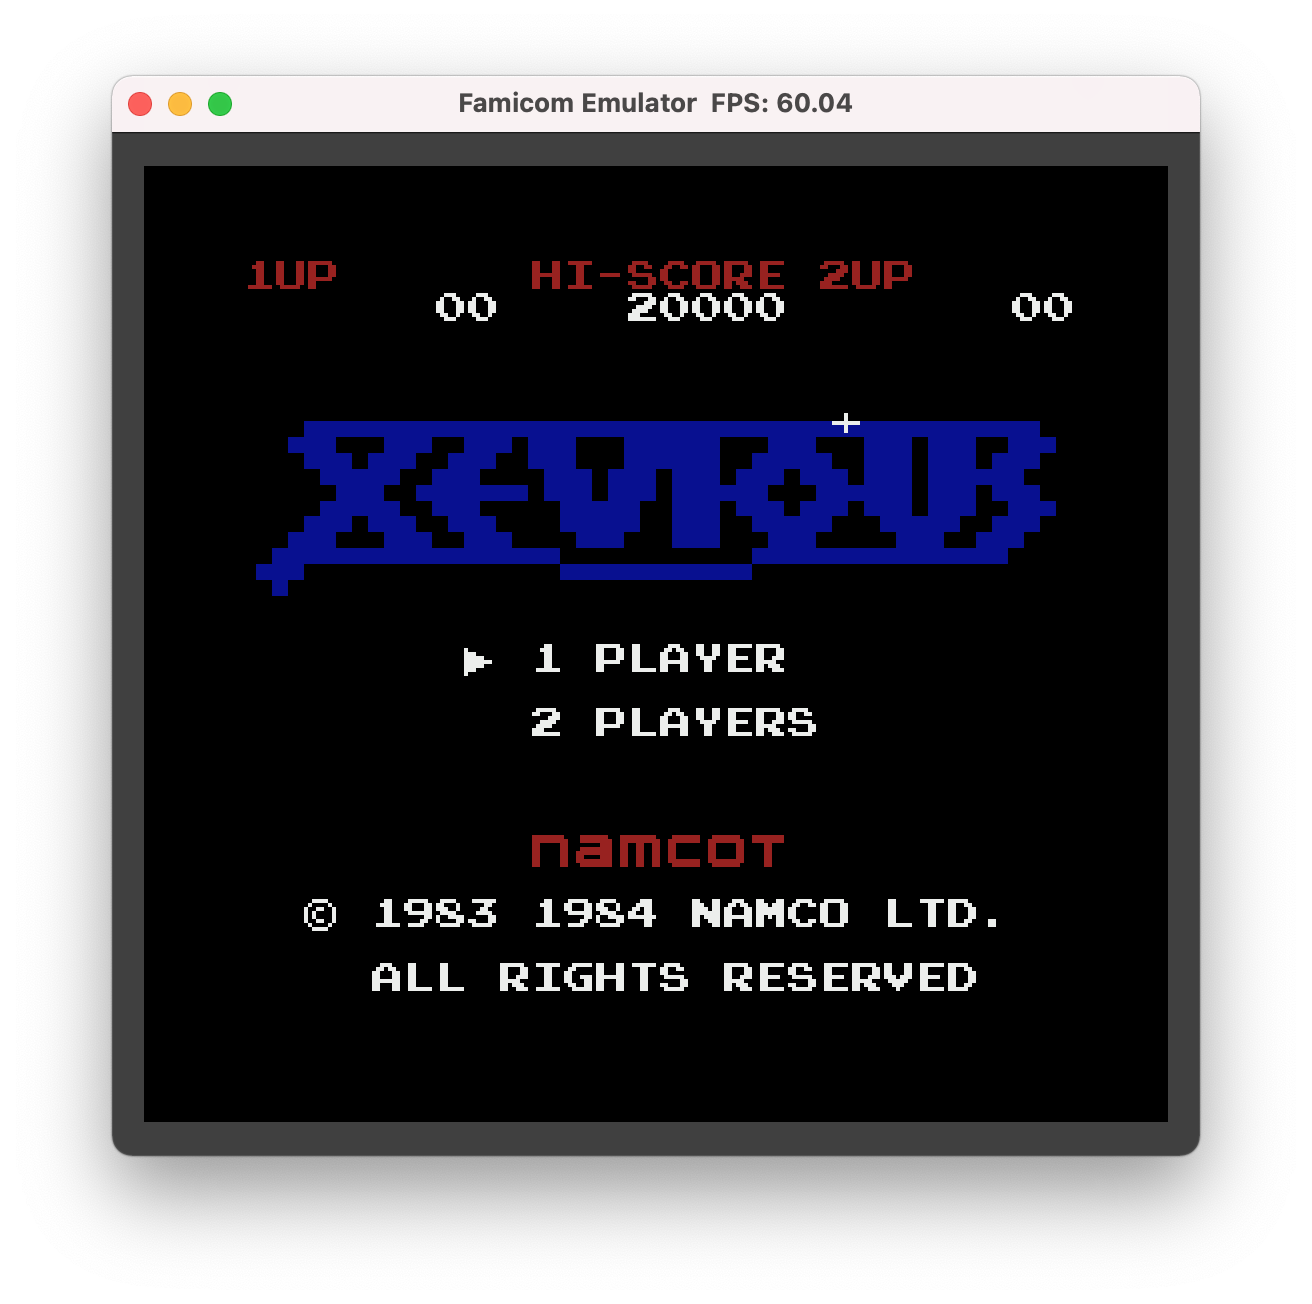 Famicom Emulator  FPS: 60.04
1UP HI-SCORE 2UP
00 20000 00
XEVIOUS
▶ 1 PLAYER
2 PLAYERS
namcot
© 1983 1984 NAMCO LTD.
ALL RIGHTS RESERVED